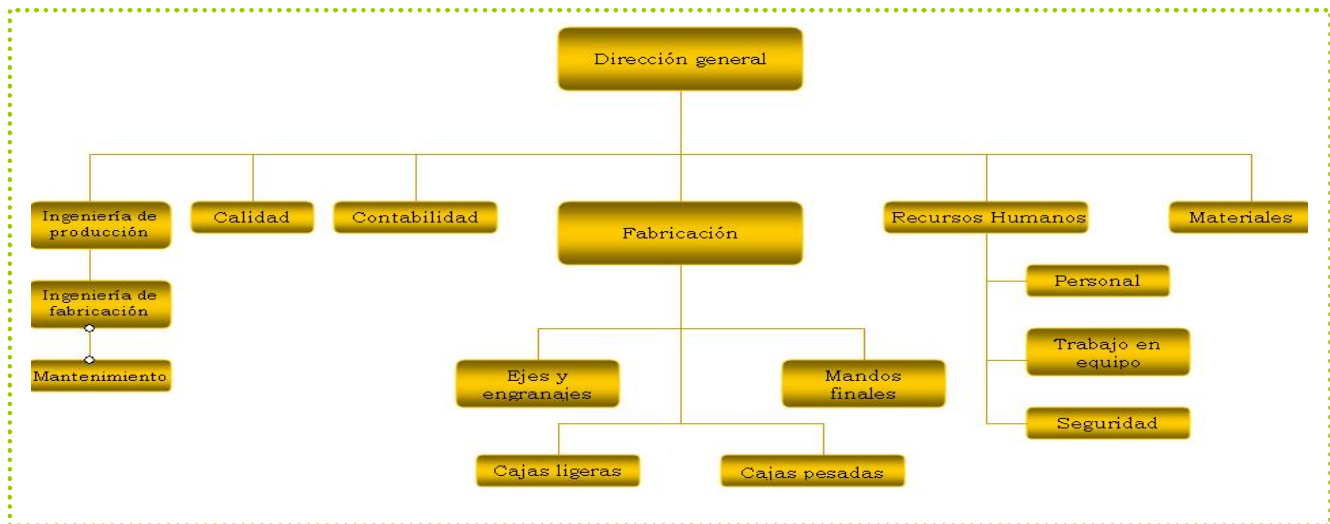 Dirección general
Ingeniería de
producción
Calidad
Contabilidad
Fabricación
Recursos Humanos
Materiales
Ingeniería de
fabricación
Mantenimiento
Ejes y
engranajes
Mandos
finales
Cajas ligeras
Cajas pesadas
Personal
Trabajo en
equipo
Seguridad